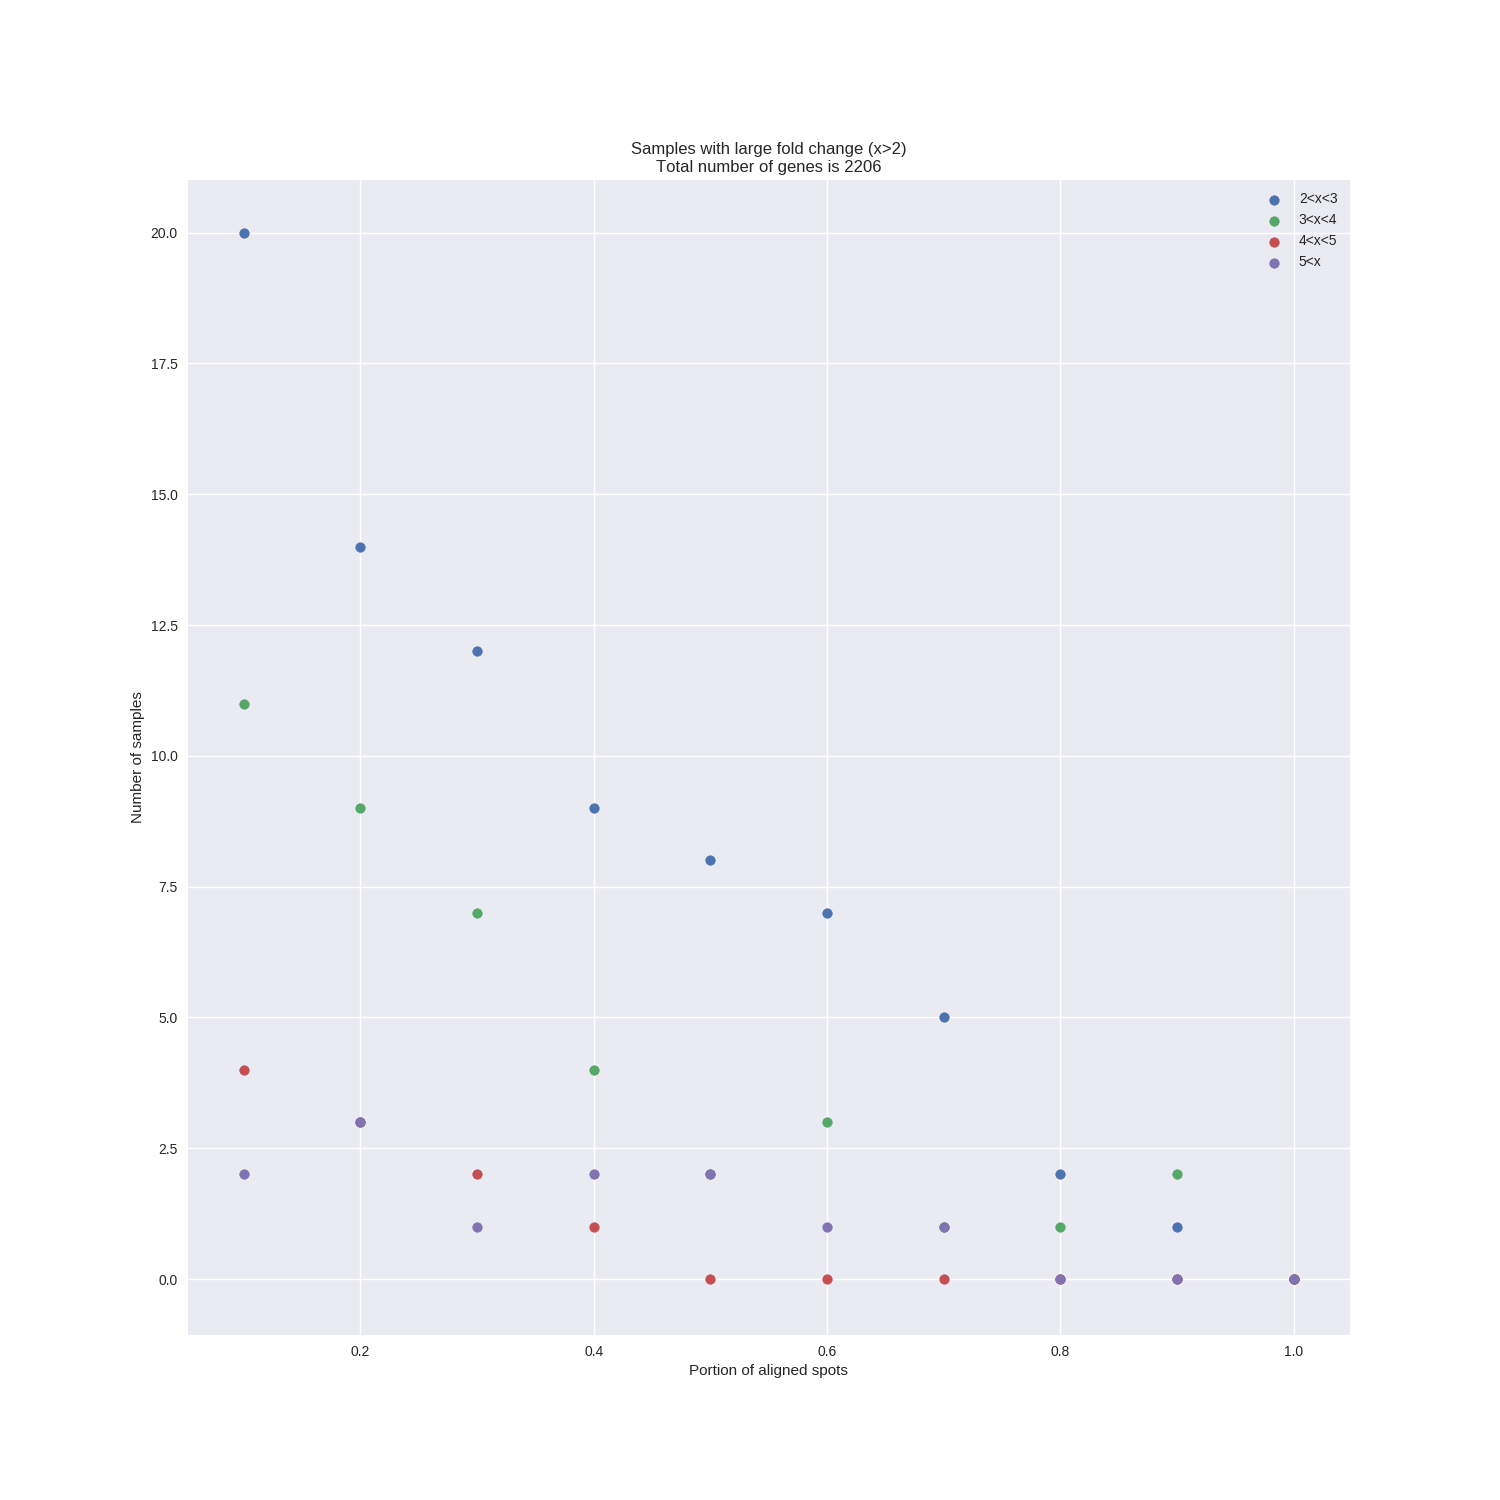 Samples with large fold change (x>2)
Total number of genes is 2206
2<x<3
3<x<4
4<x<5
5<x
20.0
17.5
15.0
12.5
10.0
7.5
5.0
2.5
0.0
Number of samples
0.2 0.4 0.6 0.8 1.0
Portion of aligned spots